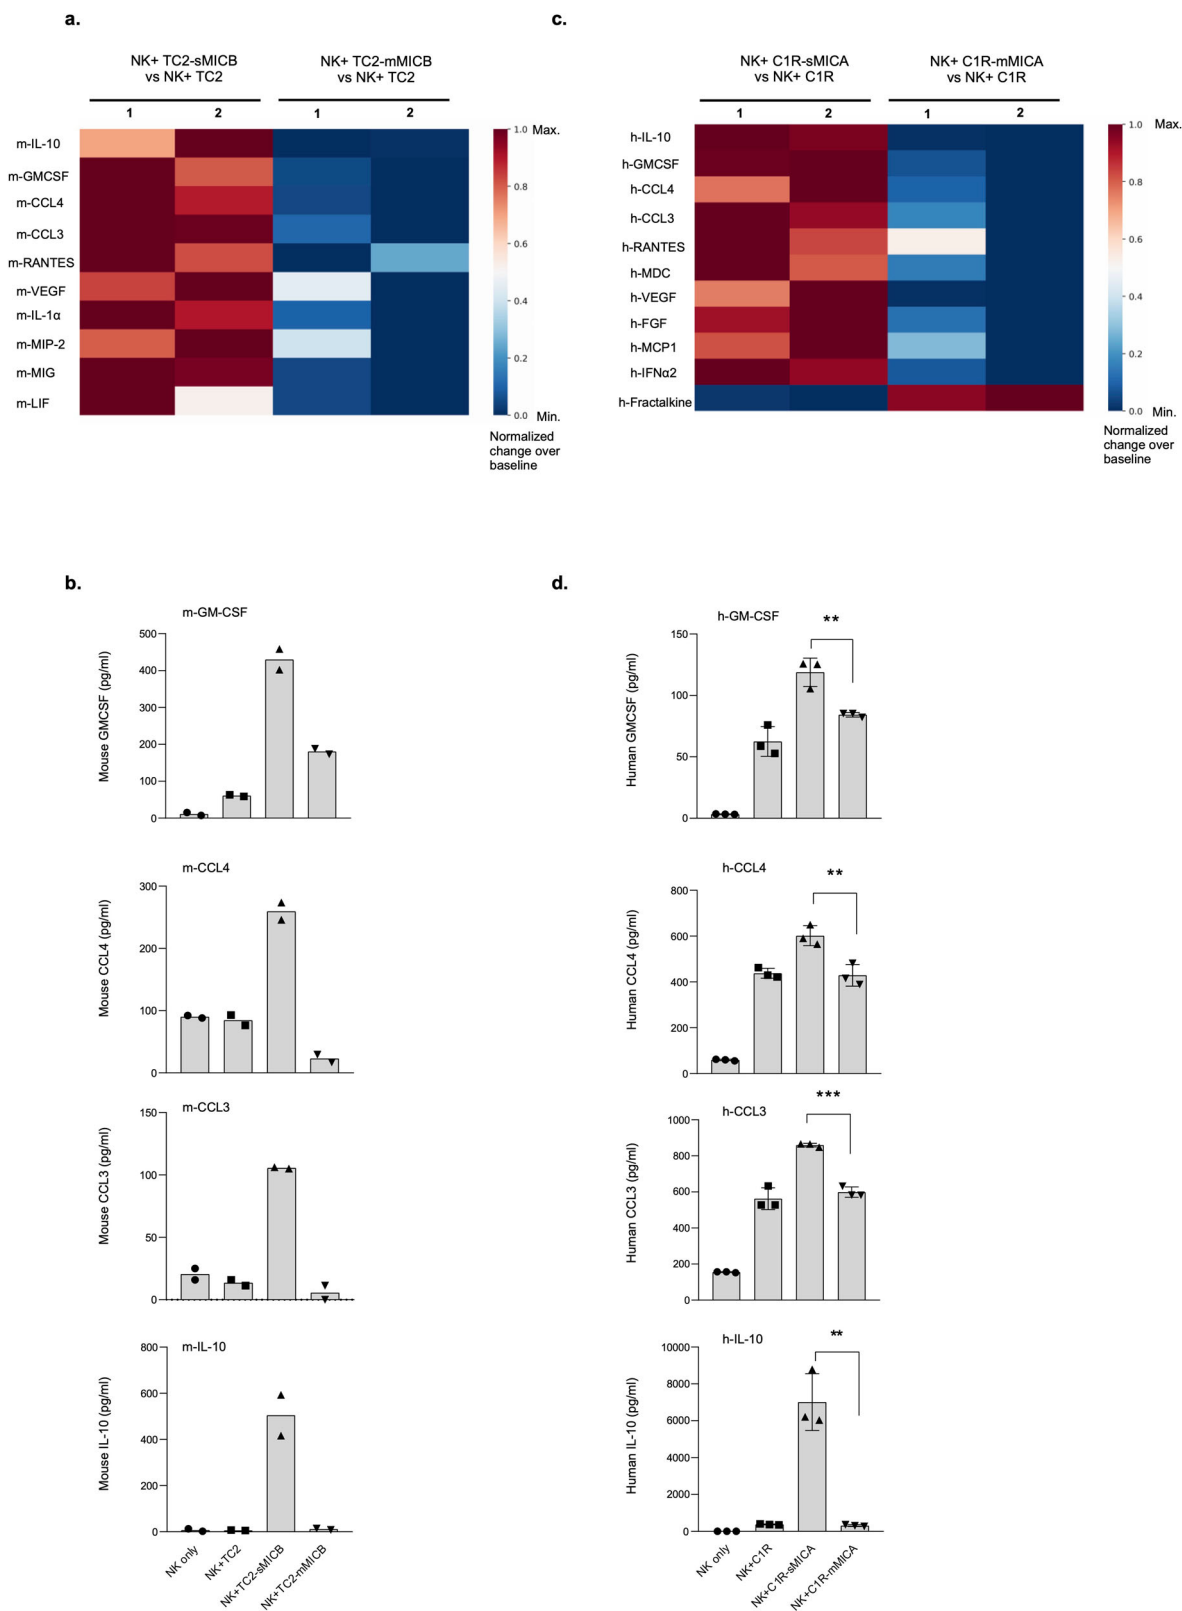 a.
NK+ TC2-sMICB
vs NK+ TC2
NK+ TC2-mMICB
vs NK+ TC2
1
2
1
2
m-IL-10
m-GMCSF
m-CCL4
m-CCL3
m-RANTES
m-VEGF
m-IL-1α
m-MIP-2
m-MIG
m-LIF
1.0 Max.
0.8
0.6
0.4
0.2
0.0 Min.
Normalized
change over
baseline
c.
NK+ C1R-sMICA
vs NK+ C1R
NK+ C1R-mMICA
vs NK+ C1R
1
2
1
2
h-IL-10
h-GMCSF
h-CCL4
h-CCL3
h-RANTES
h-MDC
h-VEGF
h-FGF
h-MCP1
h-IFNα2
h-Fractalkine
1.0 Max.
0.8
0.6
0.4
0.2
0.0 Min.
Normalized
change over
baseline
b.
m-GM-CSF
Mouse GMCSF (pg/ml)
500
400
300
200
100
0
m-CCL4
Mouse CCL4 (pg/ml)
300
200
100
0
m-CCL3
Mouse CCL3 (pg/ml)
150
100
50
0
m-IL-10
Mouse IL-10 (pg/ml)
800
600
400
200
0
NK only
NK+TC2
NK+TC2-sMICB
NK+TC2-mMICB
d.
h-GM-CSF
**
Human GMCSF (pg/ml)
150
100
50
0
h-CCL4
**
Human CCL4 (pg/ml)
800
600
400
200
0
h-CCL3
***
Human CCL3 (pg/ml)
1000
800
600
400
200
0
h-IL-10
**
Human IL-10 (pg/ml)
10000
8000
6000
4000
2000
0
NK only
NK+C1R
NK+C1R-sMICA
NK+C1R-mMICA